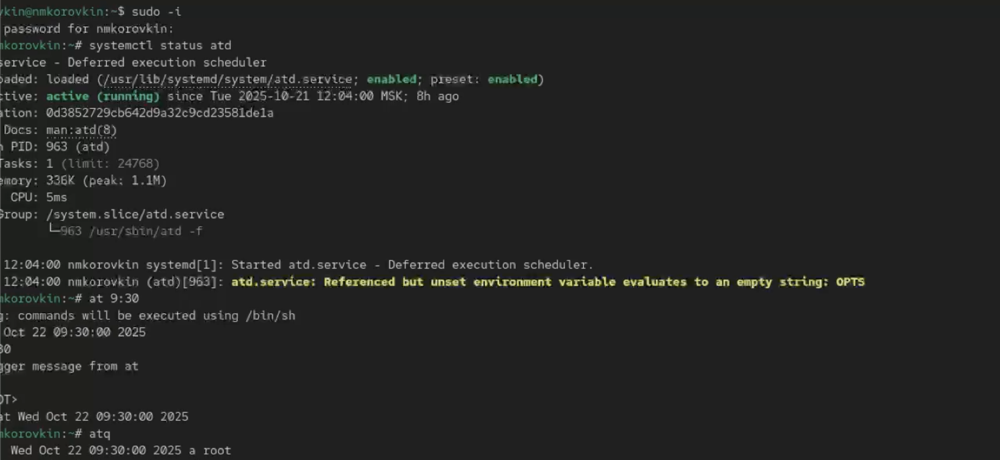 vkin@nmkorovkin:~$ sudo -i
password for nmkorovkin:
mkorovkin:~# systemctl status atd
service - Deferred execution scheduler
oaded: loaded (/usr/lib/systemd/system/atd.service; enabled; preset: enabled)
ctive: active (running) since Tue 2025-10-21 12:04:00 MSK; 8h ago
ation: 0d3852729cb642d9a32c9cd23581de1a
Docs: man:atd(8)
n PID: 963 (atd)
Tasks: 1 (limit: 24768)
emory: 336K (peak: 1.1M)
CPU: 5ms
Group: /system.slice/atd.service
└─963 /usr/sbin/atd -f
12:04:00 nmkorovkin systemd[1]: Started atd.service - Deferred execution scheduler.
12:04:00 nmkorovkin (atd)[963]: atd.service: Referenced but unset environment variable evaluates to an empty string: OPTS
mkorovkin:~# at 9:30
g: commands will be executed using /bin/sh
Oct 22 09:30:00 2025
30
gger message from at
OT>
at Wed Oct 22 09:30:00 2025
mkorovkin:~# atq
Wed Oct 22 09:30:00 2025 a root